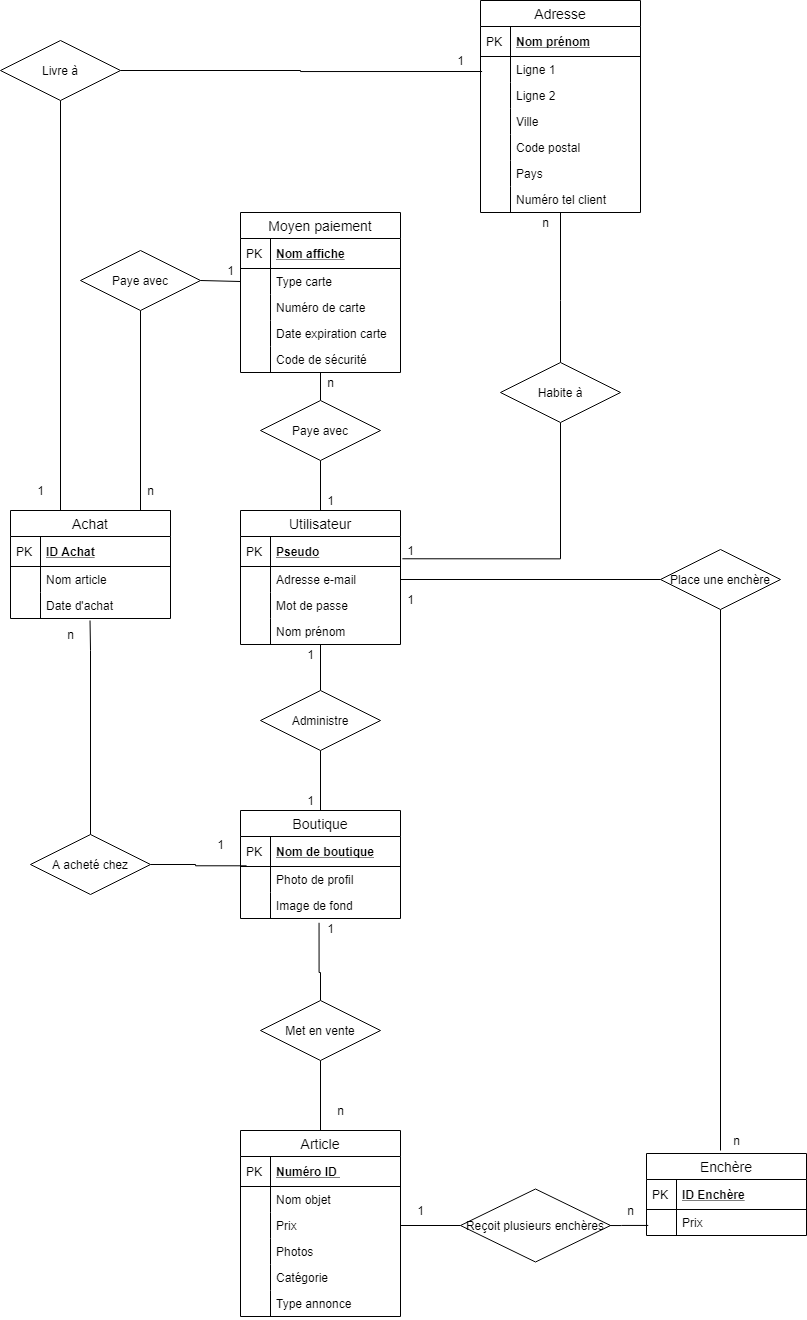 Adresse
PK Nom prénom
Ligne 1
Ligne 2
Ville
Code postal
Pays
Numéro tel client
Livre à
1
n
Moyen paiement
PK Nom affiche
Type carte
Numéro de carte
Date expiration carte
Code de sécurité
Paye avec
1
n
Habite à
Paye avec
1
n
1
Achat
PK ID Achat
Nom article
Date d'achat
n
Utilisateur
PK Pseudo
Adresse e-mail
Mot de passe
Nom prénom
1
1
Place une enchère
1
Administre
1
Boutique
PK Nom de boutique
Photo de profil
Image de fond
1
A acheté chez
1
Met en vente
n
n
Article
PK Numéro ID
Nom objet
Prix
Photos
Catégorie
Type annonce
1
Reçoit plusieurs enchères
n
Enchère
PK ID Enchère
Prix